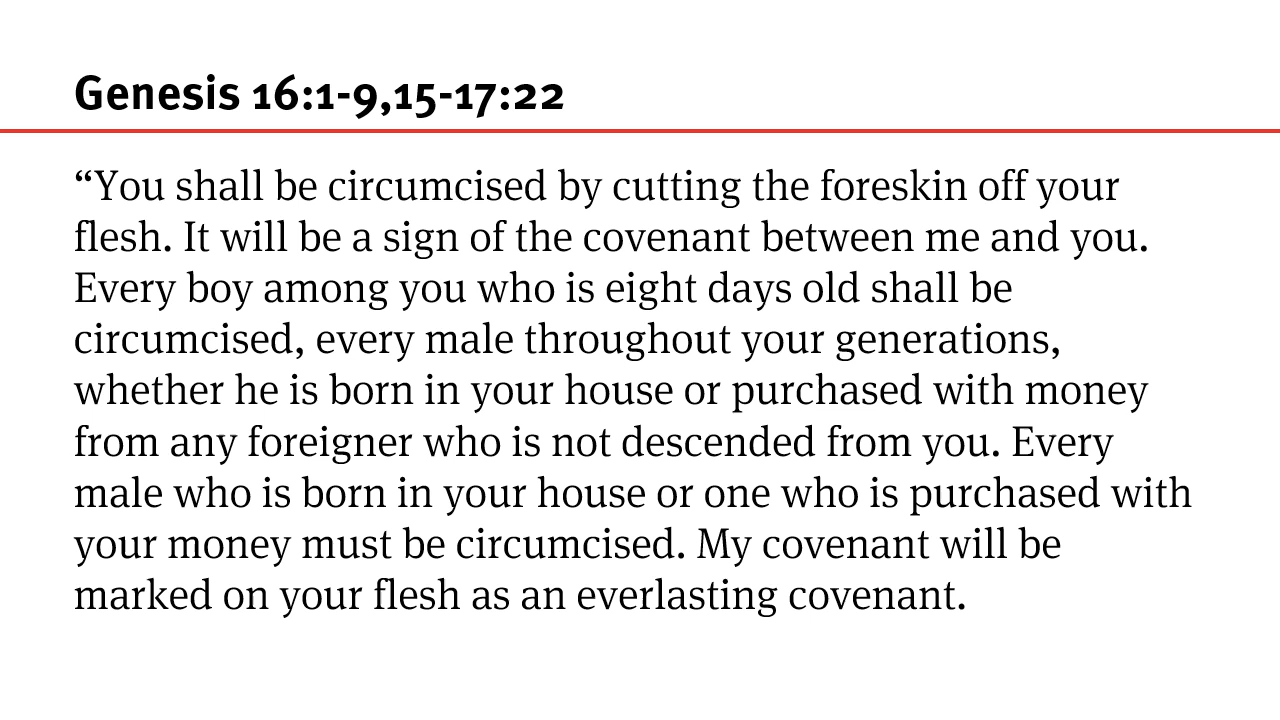 Genesis 16:1-9,15-17:22
“You shall be circumcised by cutting the foreskin off your
flesh. It will be a sign of the covenant between me and you.
Every boy among you who is eight days old shall be
circumcised, every male throughout your generations,
whether he is born in your house or purchased with money
from any foreigner who is not descended from you. Every
male who is born in your house or one who is purchased with
your money must be circumcised. My covenant will be
marked on your flesh as an everlasting covenant.